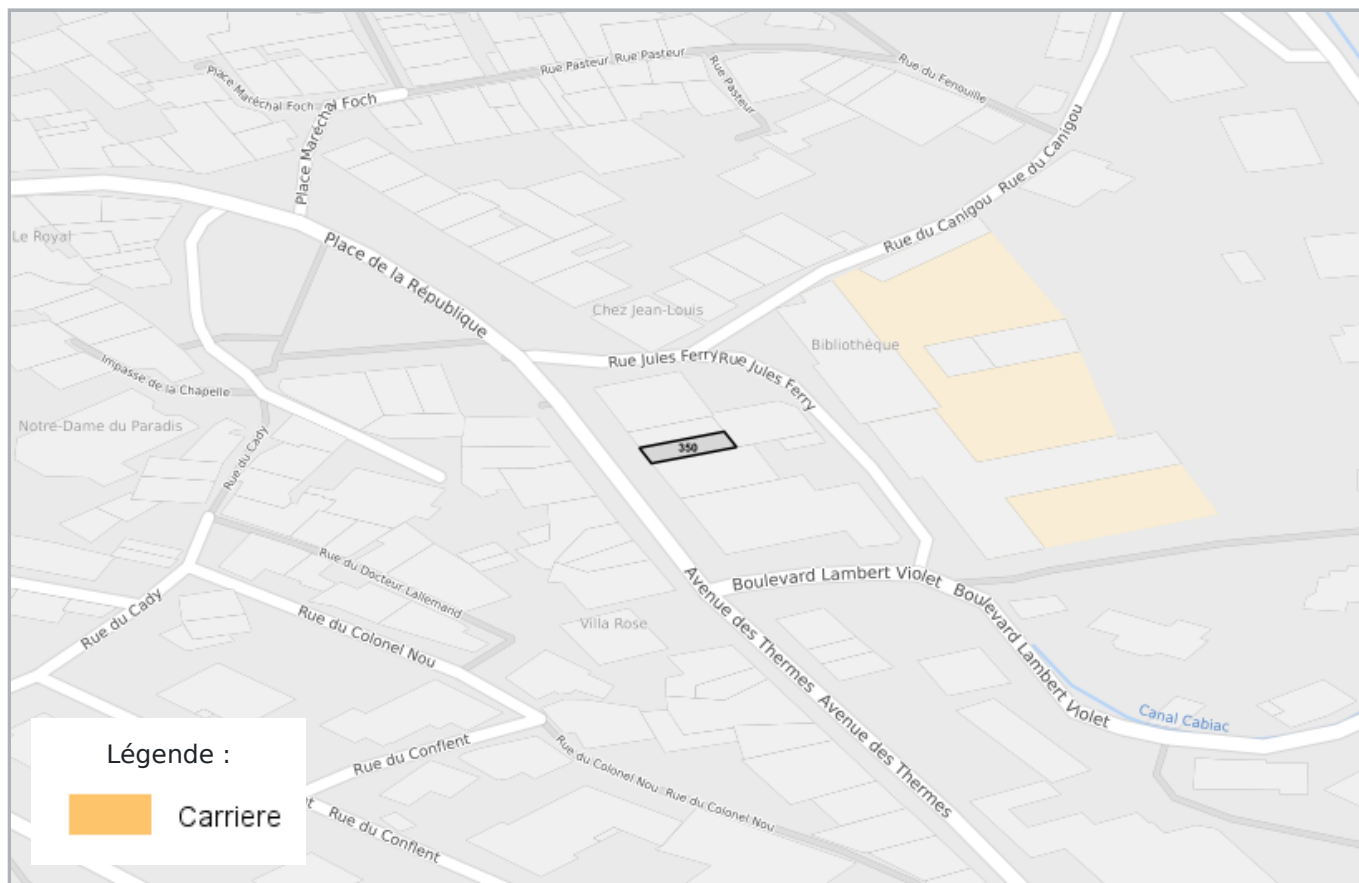 Rue Pasteur
Rue Pasteur
Rue Pasteur
Rue du Fenouille
Place Maréchal Foch
l Foch
Place Maréchal
Rue du Canigou
Rue du Canigou
Le Royal
Place de la République
Chez Jean-Louis
Bibliothèque
Rue Jules Ferry
Rue Jules Ferry
Impasse de la Chapelle
Notre-Dame du Paradis
Rue du Cady
350
Rue du Docteur Lallemand
Avenue des Thermes
Boulevard Lambert Violet
Boulevard Lambert Violet
Rue du Cady
Rue du Colonel Nou
Villa Rose
Avenue des Thermes
Canal Cabiac
Rue du Conflent
Rue du Colonel Nou
Rue du Colonel Nou
nt
Rue du Conflent
Légende :
Carriere